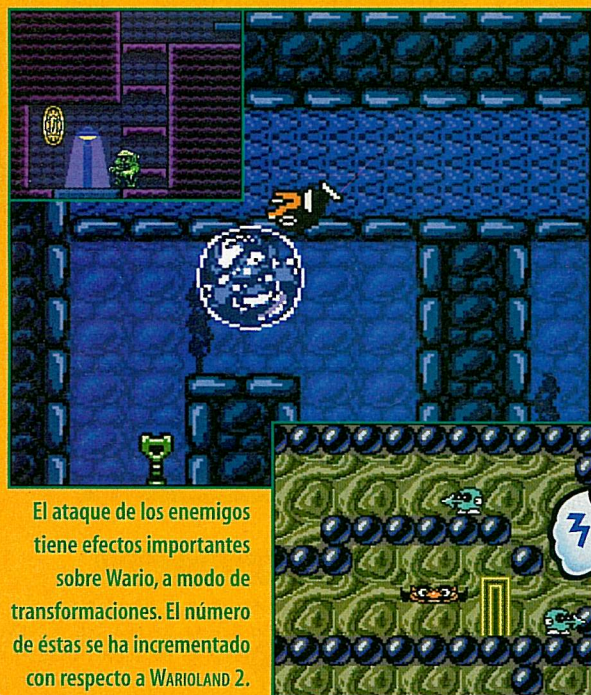 El ataque de los enemigos
tiene efectos importantes
sobre Wario, a modo de
transformaciones. El número
de éstas se ha incrementado
con respecto a WARIOLAND 2.